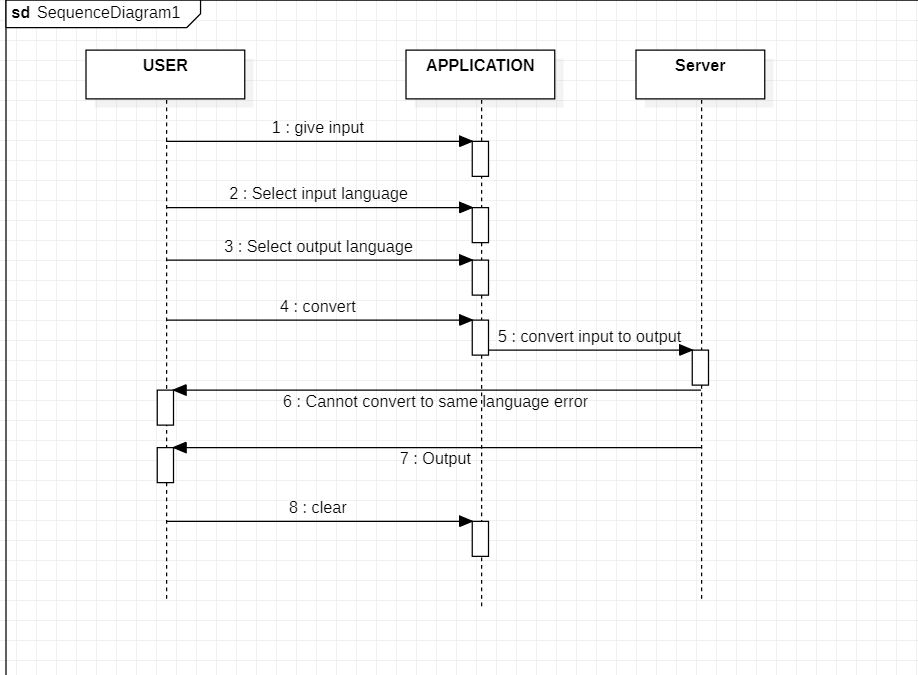 sd SequenceDiagram1
USER
APPLICATION
Server
1 : give input
2 : Select input language
3 : Select output language
4 : convert
5 : convert input to output
6 : Cannot convert to same language error
7 : Output
8 : clear